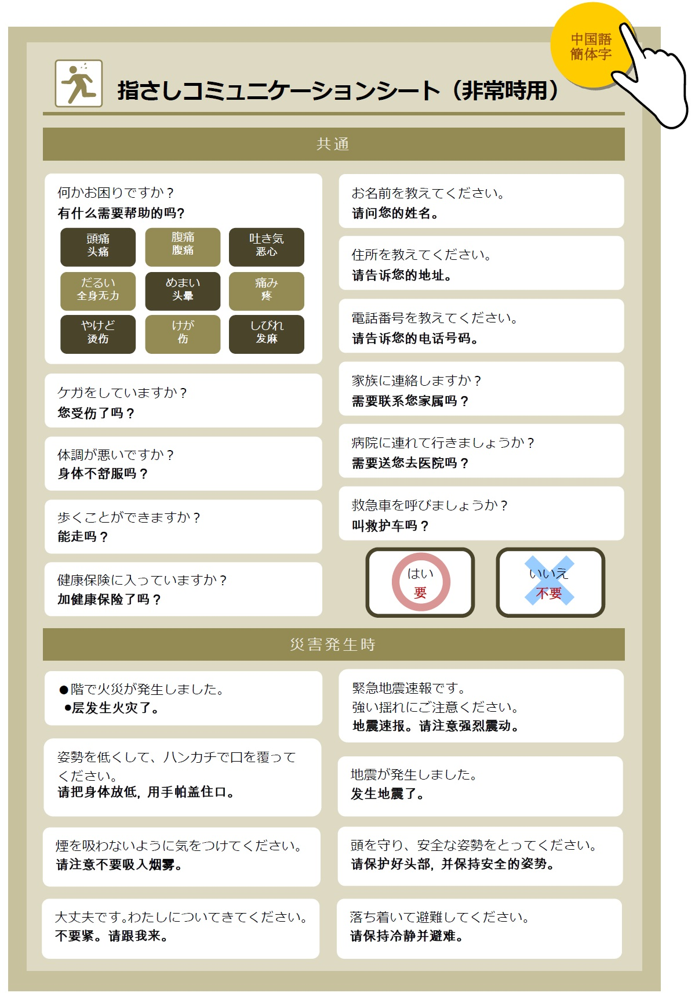 中国語
簡体字
指さしコミュニケーションシート（非常時用）
共通
何かお困りですか？
有什么需要帮助的吗?
頭痛
头痛
腹痛
腹痛
吐き気
恶心
だるい
全身无力
めまい
头晕
痛み
疼
やけど
烫伤
けが
伤
しびれ
发麻
ケガをしていますか？
您受伤了吗？
体調が悪いですか？
身体不舒服吗？
歩くことができますか？
能走吗？
健康保険に入っていますか？
加健康保险了吗？
お名前を教えてください。
请问您的姓名。
住所を教えてください。
请告诉您的地址。
電話番号を教えてください。
请告诉您的电话号码。
家族に連絡しますか？
需要联系您家属吗？
病院に連れて行きましょうか？
需要送您去医院吗？
救急車を呼びましょうか？
叫救护车吗？
はい
要
いいえ
不要
災害発生時
●階で火災が発生しました。
●层发生火灾了。
姿勢を低くして、ハンカチで口を覆って
ください。
请把身体放低, 用手帕盖住口。
煙を吸わないように気をつけてください。
请注意不要吸入烟雾。
大丈夫です。わたしについてきてください。
不要紧。请跟我来。
緊急地震速報です。
強い揺れにご注意ください。
地震速报。请注意强烈震动。
地震が発生しました。
发生地震了。
頭を守り、安全な姿勢をとってください。
请保护好头部, 并保持安全的姿势。
落ち着いて避難してください。
请保持冷静并避难。